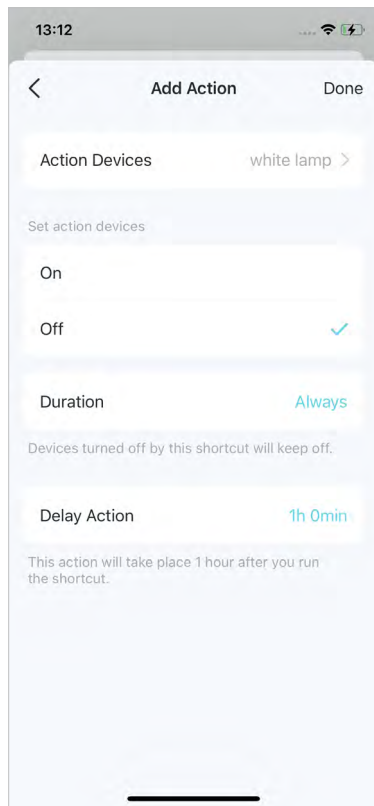 13:12
Add Action Done
Action Devices white lamp
Set action devices
On
Off
Duration Always
Devices turned off by this shortcut will keep off.
Delay Action 1h 0min
This action will take place 1 hour after you run
the shortcut.